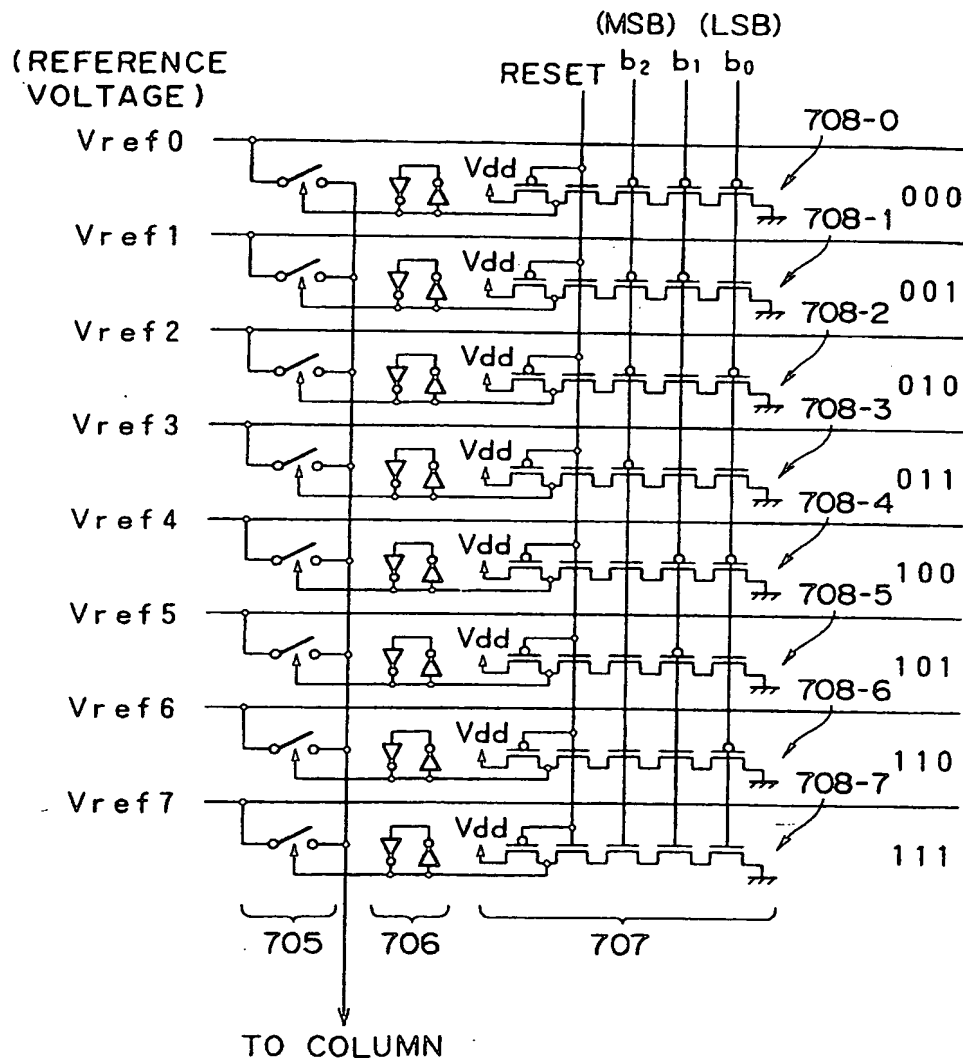 (MSB) (LSB)
(REFERENCE VOLTAGE)
RESET b₂ b₁ b₀
Vref0
708-0
Vdd
000
Vref1
708-1
Vdd
001
Vref2
708-2
Vdd
010
Vref3
708-3
Vdd
011
Vref4
708-4
Vdd
100
Vref5
708-5
Vdd
101
Vref6
708-6
Vdd
110
Vref7
708-7
Vdd
111
705 706 707
TO COLUMN